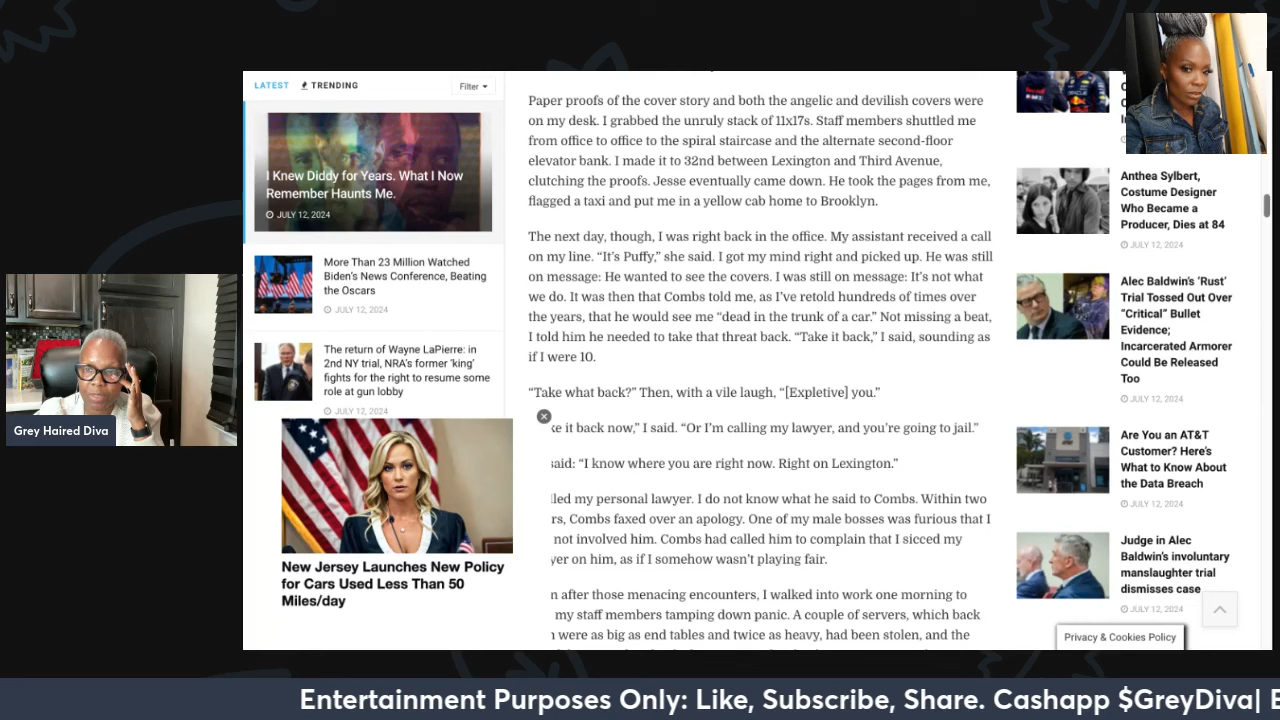 LATEST
TRENDING
Filter
I Knew Diddy for Years. What I Now
Remember Haunts Me.
JULY 12, 2024
More Than 23 Million Watched
Biden's News Conference, Beating
the Oscars
JULY 12, 2024
The return of Wayne LaPierre: in
2nd NY trial, NRA's former 'king'
fights for the right to resume some
role at gun lobby
JULY 12, 2024
New Jersey Launches New Policy
for Cars Used Less Than 50
Miles/day
Grey Haired Diva
Paper proofs of the cover story and both the angelic and devilish covers were
on my desk. I grabbed the unruly stack of 11x17s. Staff members shuttled me
from office to office to the spiral staircase and the alternate second-floor
elevator bank. I made it to 32nd between Lexington and Third Avenue,
clutching the proofs. Jesse eventually came down. He took the pages from me,
flagged a taxi and put me in a yellow cab home to Brooklyn.
The next day, though, I was right back in the office. My assistant received a call
on my line. “It’s Puffy,” she said. I got my mind right and picked up. He was still
on message: He wanted to see the covers. I was still on message: It’s not what
we do. It was then that Combs told me, as I’ve retold hundreds of times over
the years, that he would see me “dead in the trunk of a car.” Not missing a beat,
I told him he needed to take that threat back. “Take it back,” I said, sounding as
if I were 10.
“Take what back?” Then, with a vile laugh, “[Expletive] you.”
ke it back now,” I said. “Or I’m calling my lawyer, and you’re going to jail.”
said: “I know where you are right now. Right on Lexington.”
led my personal lawyer. I do not know what he said to Combs. Within two
rs, Combs faxed over an apology. One of my male bosses was furious that I
not involved him. Combs had called him to complain that I sicced my
yer on him, as if I somehow wasn’t playing fair.
n after those menacing encounters, I walked into work one morning to
my staff members tamping down panic. A couple of servers, which back
were as big as end tables and twice as heavy, had been stolen, and the
Anthea Sylbert,
Costume Designer
Who Became a
Producer, Dies at 84
JULY 12, 2024
Alec Baldwin’s ‘Rust’
Trial Tossed Out Over
“Critical” Bullet
Evidence;
Incarcerated Armorer
Could Be Released
Too
JULY 12, 2024
Are You an AT&T
Customer? Here’s
What to Know About
the Data Breach
JULY 12, 2024
Judge in Alec
Baldwin’s involuntary
manslaughter trial
dismisses case
JULY 12, 2024
Privacy & Cookies Policy
Entertainment Purposes Only: Like, Subscribe, Share. Cashapp $GreyDiva|